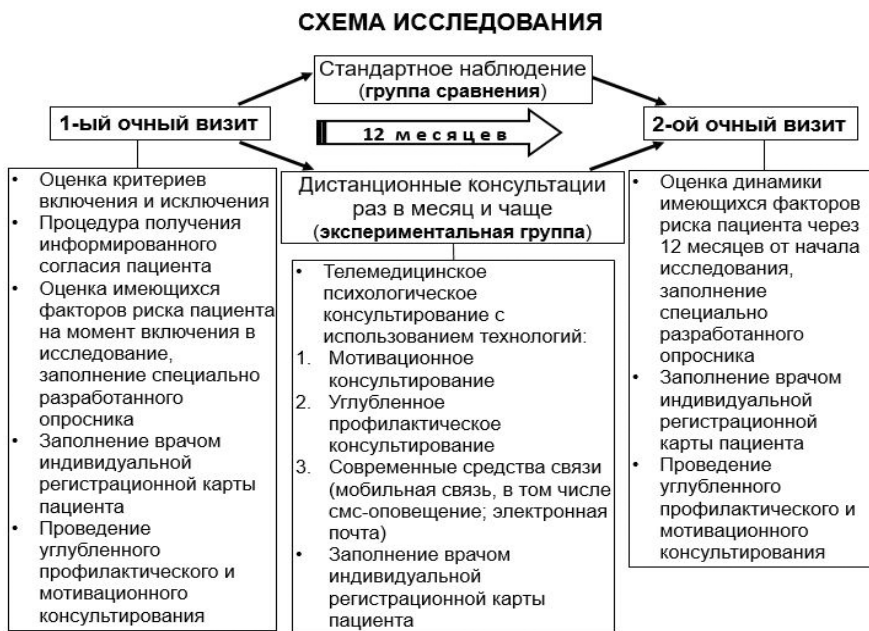 СХЕМА ИССЛЕДОВАНИЯ
Стандартное наблюдение
(группа сравнения)
1-ый очный визит
12 месяцев
2-ой очный визит
• Оценка критериев
включения и исключения
• Процедура получения
информированного
согласия пациента
• Оценка имеющихся
факторов риска пациента
на момент включения в
исследование,
заполнение специально
разработанного
опросника
• Заполнение врачом
индивидуальной
регистрационной карты
пациента
• Проведение
углубленного
профилактического и
мотивационного
консультирования
Дистанционные консультации
раз в месяц и чаще
(экспериментальная группа)
• Телемедицинское
психологическое
консультирование с
использованием технологий:
1. Мотивационное
консультирование
2. Углубленное
профилактическое
консультирование
3. Современные средства связи
(мобильная связь, в том числе
смс-оповещение; электронная
почта)
• Заполнение врачом
индивидуальной
регистрационной карты
пациента
• Оценка динамики
имеющихся факторов
риска пациента через
12 месяцев от начала
исследования,
заполнение
специально
разработанного
опросника
• Заполнение врачом
индивидуальной
регистрационной
карты пациента
• Проведение
углубленного
профилактического и
мотивационного
консультирования